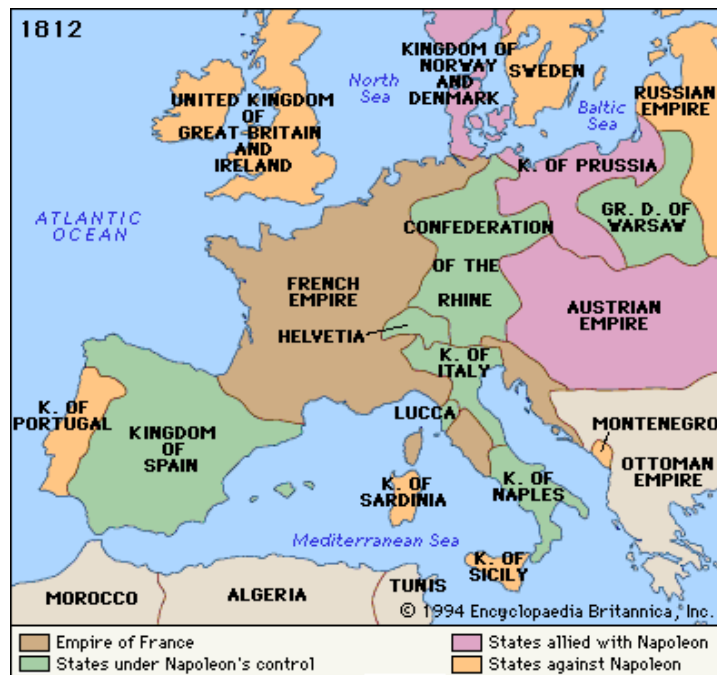 1812
KINGDOM OF
NORWAY
AND
DENMARK
North
Sea
SWEDEN
RUSSIAN
EMPIRE
Baltic
Sea
UNITED KINGDOM
OF
GREAT BRITAIN
AND
IRELAND
K. OF PRUSSIA
GR. D. OF
WARSAW
ATLANTIC
OCEAN
CONFEDERATION
OF THE
RHINE
FRENCH
EMPIRE
AUSTRIAN
EMPIRE
HELVETIA
K. OF
ITALY
LUCCA
K. OF
PORTUGAL
KINGDOM
OF
SPAIN
MONTENEGRO
OTTOMAN
EMPIRE
K. OF
SARDINIA
K. OF
NAPLES
Mediterranean Sea
K. OF
SICILY
MOROCCO
ALGERIA
TUNIS
© 1994 Encyclopaedia Britannica, Inc.
Empire of France
States under Napoleon's control
States allied with Napoleon
States against Napoleon